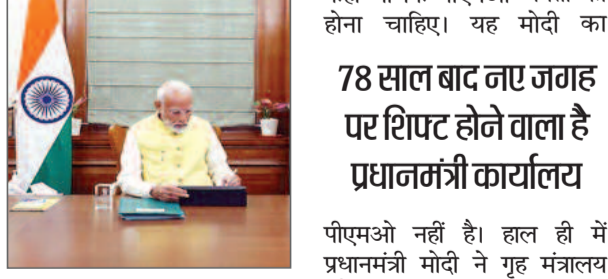 होना चाहिए। यह मोदी का
78 साल बाद नए जगह
पर शिफ्ट होने वाला है
प्रधानमंत्री कार्यालय
पीएमओ नहीं है। हाल ही में
प्रधानमंत्री मोदी ने गृह मंत्रालय